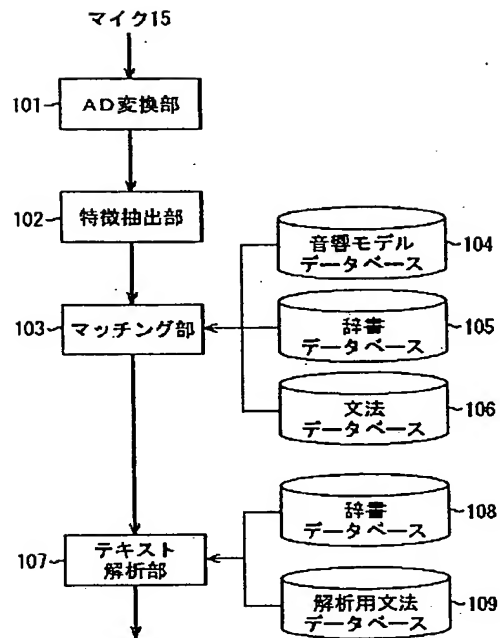 マイク15
101
AD変換部
102
特徴抽出部
音響モデル
データベース
104
103
マッチング部
辞書
データベース
105
文法
データベース
106
辞書
データベース
108
107
テキスト
解析部
解析用文法
データベース
109